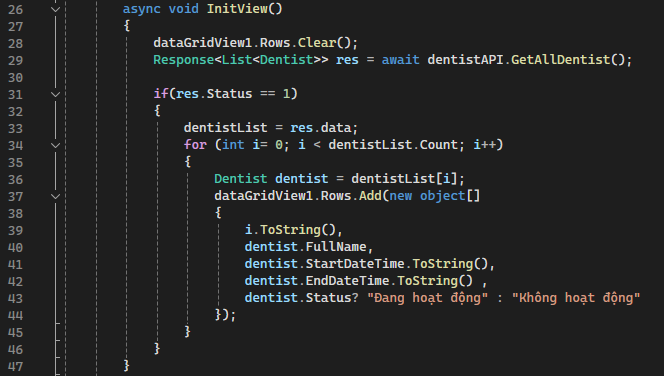 26 async void InitView()
27 {
28 dataGridView1.Rows.Clear();
29 Response<List<Dentist>> res = await dentistAPI.GetAllDentist();
30
31 if(res.Status == 1)
32 {
33 dentistList = res.data;
34 for (int i= 0; i < dentistList.Count; i++)
35 {
36 Dentist dentist = dentistList[i];
37 dataGridView1.Rows.Add(new object[]
38 {
39 i.ToString(),
40 dentist.FullName,
41 dentist.StartDateTime.ToString(),
42 dentist.EndDateTime.ToString() ,
43 dentist.Status? "Đang hoạt động" : "Không hoạt động"
44 });
45 }
46 }
47 }